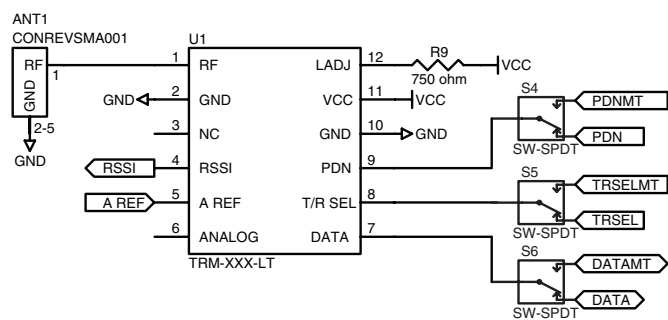 ANT1
CONREVSMA001
RF
GND
1
2-5
GND
U1
1 RF
GND 2 GND
3 NC
RSSI 4 RSSI
A REF 5 A REF
6 ANALOG
TRM-XXX-LT
LADJ 12
R9
750 ohm
VCC
VCC 11 VCC
GND 10 GND
PDN 9
T/R SEL 8
DATA 7
S4
PDNMT
PDN
SW-SPDT
S5
TRSELMT
TRSEL
SW-SPDT
S6
DATAMT
DATA
SW-SPDT